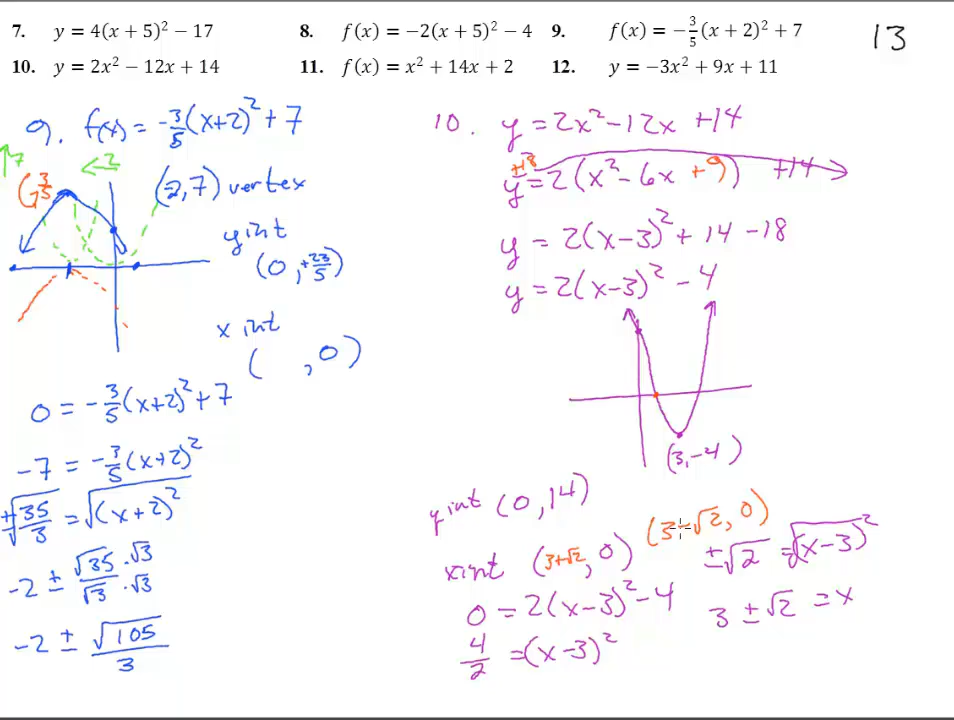 7. y = 4(x + 5)² − 17 8. f(x) = −2(x + 5)² − 4 9. f(x) = −3/5(x + 2)² + 7 13
10. y = 2x² − 12x + 14 11. f(x) = x² + 14x + 2 12. y = −3x² + 9x + 11
9. f(x) = -3/5(x+2)² + 7
7
2
(-3/5
(-2,7) vertex
y int
(0, +23/5)
x int
( , 0)
0 = -3/5(x+2)² + 7
-7 = -3/5(x+2)²
±√35/3 = √(x+2)²
-2 ± √35 · √3 / √3 · √3
-2 ± √105 / 3
10. y = 2x² - 12x + 14
+18
y = 2(x² - 6x + 9) + 14
y = 2(x-3)² + 14 - 18
y = 2(x-3)² - 4
(3, -4)
y int (0, 14)
x int (3+√2, 0) (3-√2, 0)
0 = 2(x-3)² - 4
4/2 = (x-3)²
±√2 = √(x-3)²
3 ± √2 = x